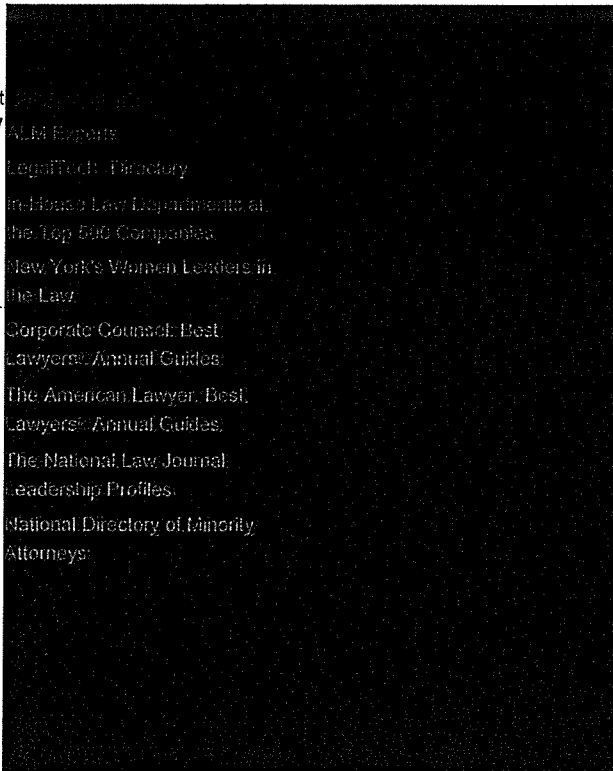 ALM Experts
LegalTech Directory
In-House Law Departments at
the Top 500 Companies
New York's Women Leaders in
the Law
Corporate Counsel: Best
Lawyers® Annual Guides
The American Lawyer: Best
Lawyers® Annual Guides
The National Law Journal
Leadership Profiles
National Directory of Minority
Attorneys